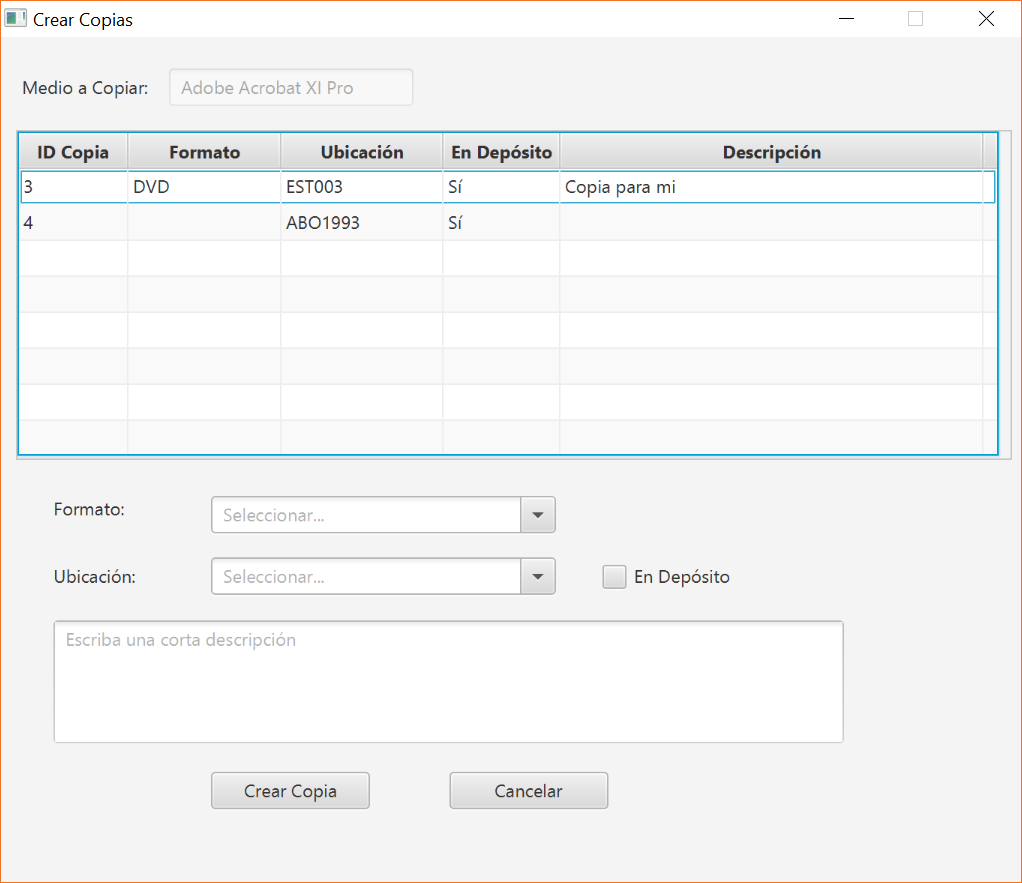 Crear Copias
Medio a Copiar: Adobe Acrobat XI Pro
ID Copia Formato Ubicación En Depósito Descripción
3 DVD EST003 Sí Copia para mi
4 ABO1993 Sí
Formato: Seleccionar...
Ubicación: Seleccionar... En Depósito
Escriba una corta descripción
Crear Copia Cancelar